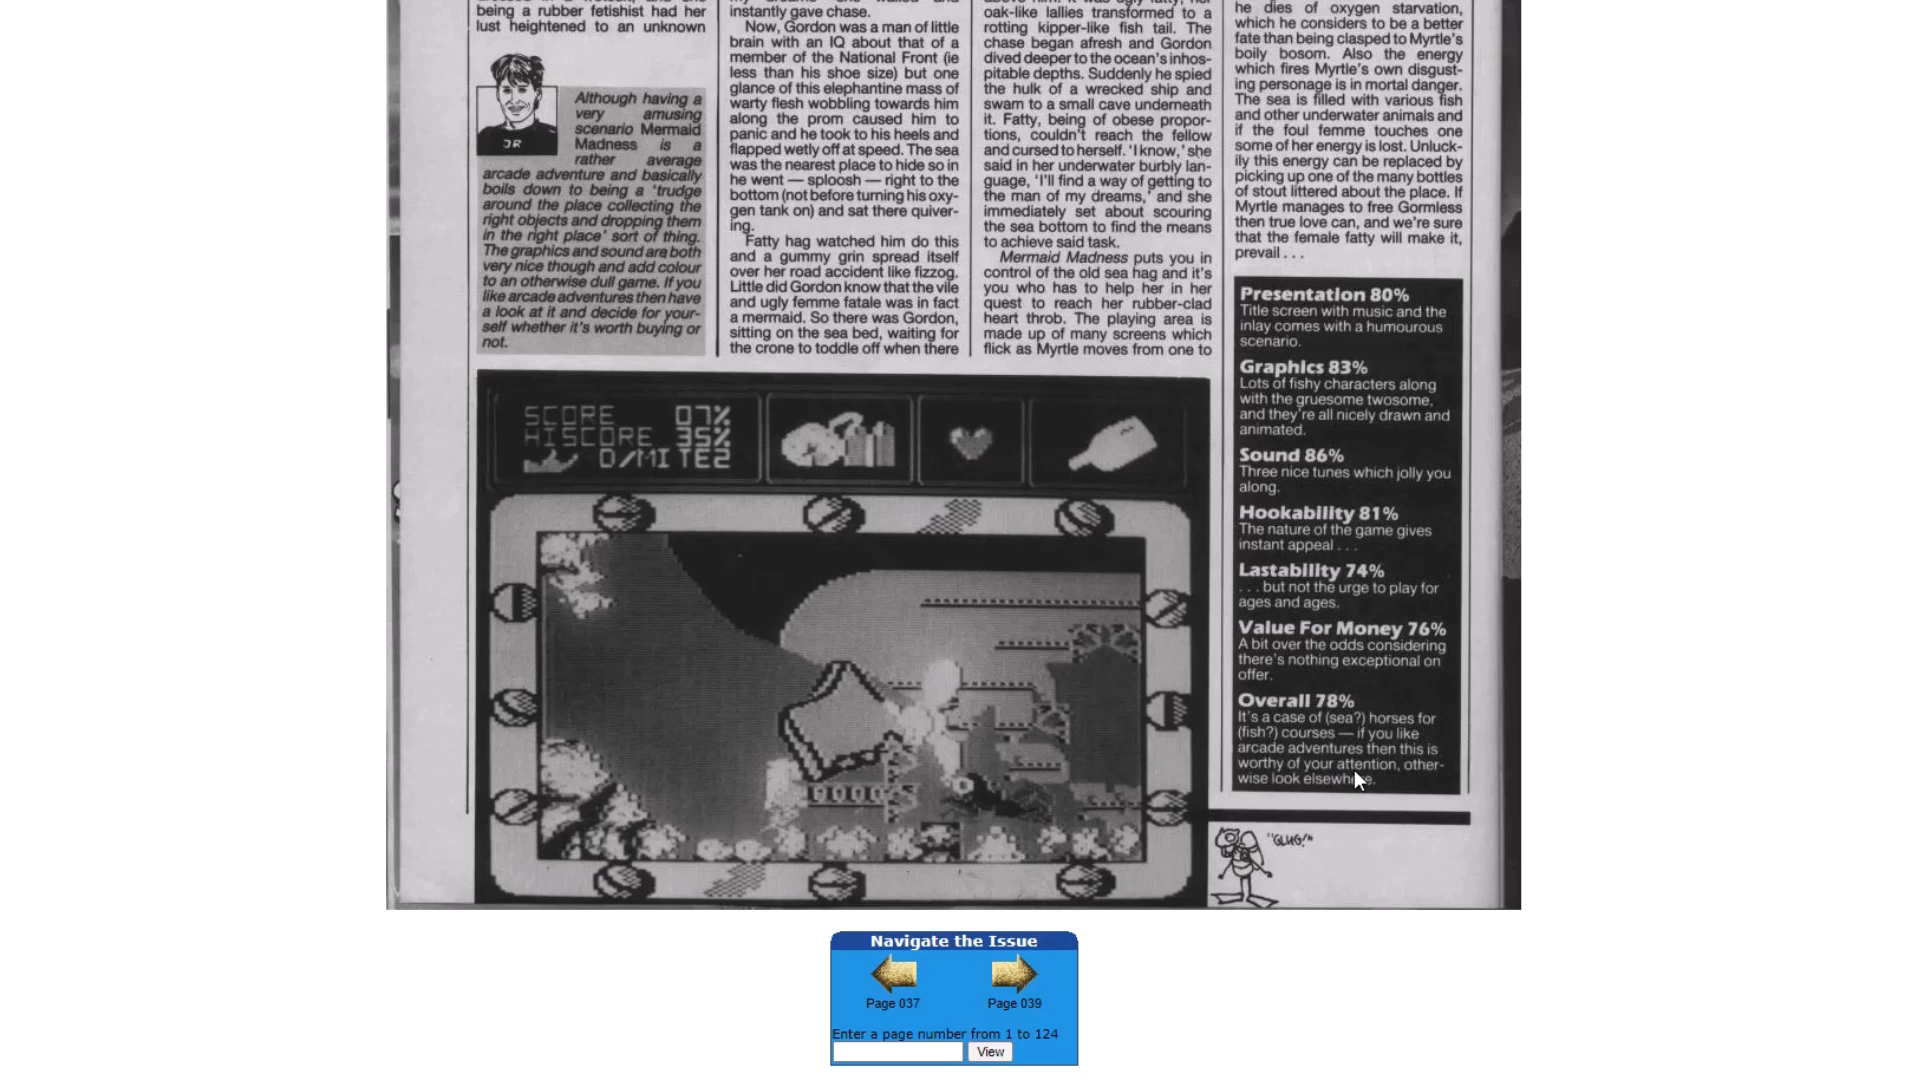 being a rubber fetishist had her
lust heightened to an unknown
JR
Although having a
very amusing
scenario Mermaid
Madness is a
rather average
arcade adventure and basically
boils down to being a 'trudge
around the place collecting the
right objects and dropping them
in the right place' sort of thing.
The graphics and sound are both
very nice though and add colour
to an otherwise dull game. If you
like arcade adventures then have
a look at it and decide for your-
self whether it's worth buying or
not.
instantly gave chase.
Now, Gordon was a man of little
brain with an IQ about that of a
member of the National Front (ie
less than his shoe size) but one
glance of this elephantine mass of
warty flesh wobbling towards him
along the prom caused him to
panic and he took to his heels and
flapped wetly off at speed. The sea
was the nearest place to hide so in
he went — sploosh — right to the
bottom (not before turning his oxy-
gen tank on) and sat there quiver-
ing.
Fatty hag watched him do this
and a gummy grin spread itself
over her road accident like fizzog.
Little did Gordon know that the vile
and ugly femme fatale was in fact
a mermaid. So there was Gordon,
sitting on the sea bed, waiting for
the crone to toddle off when there
oak-like lallies transformed to a
rotting kipper-like fish tail. The
chase began afresh and Gordon
dived deeper to the ocean's inhos-
pitable depths. Suddenly he spied
the hulk of a wrecked ship and
swam to a small cave underneath
it. Fatty, being of obese propor-
tions, couldn't reach the fellow
and cursed to herself. 'I know,' she
said in her underwater burbly lan-
guage, 'I'll find a way of getting to
the man of my dreams,' and she
immediately set about scouring
the sea bottom to find the means
to achieve said task.
Mermaid Madness puts you in
control of the old sea hag and it's
you who has to help her in her
quest to reach her rubber-clad
heart throb. The playing area is
made up of many screens which
flick as Myrtle moves from one to
he dies of oxygen starvation,
which he considers to be a better
fate than being clasped to Myrtle's
boily bosom. Also the energy
which fires Myrtle's own disgust-
ing personage is in mortal danger.
The sea is filled with various fish
and other underwater animals and
if the foul femme touches one
some of her energy is lost. Unluck-
ily this energy can be replaced by
picking up one of the many bottles
of stout littered about the place. If
Myrtle manages to free Gormless
then true love can, and we're sure
that the female fatty will make it,
prevail . . .
Presentation 80%
Title screen with music and the
inlay comes with a humourous
scenario.
Graphics 83%
Lots of fishy characters along
with the gruesome twosome,
and they're all nicely drawn and
animated.
Sound 86%
Three nice tunes which jolly you
along.
Hookability 81%
The nature of the game gives
instant appeal . . .
Lastability 74%
. . . but not the urge to play for
ages and ages.
Value For Money 76%
A bit over the odds considering
there's nothing exceptional on
offer.
Overall 78%
It's a case of (sea?) horses for
(fish?) courses — if you like
arcade adventures then this is
worthy of your attention, other-
wise look elsewhere.
SCORE 07%
HISCORE 35%
D/MITE2
"GLUG!"
Navigate the Issue
Page 037
Page 039
Enter a page number from 1 to 124
View